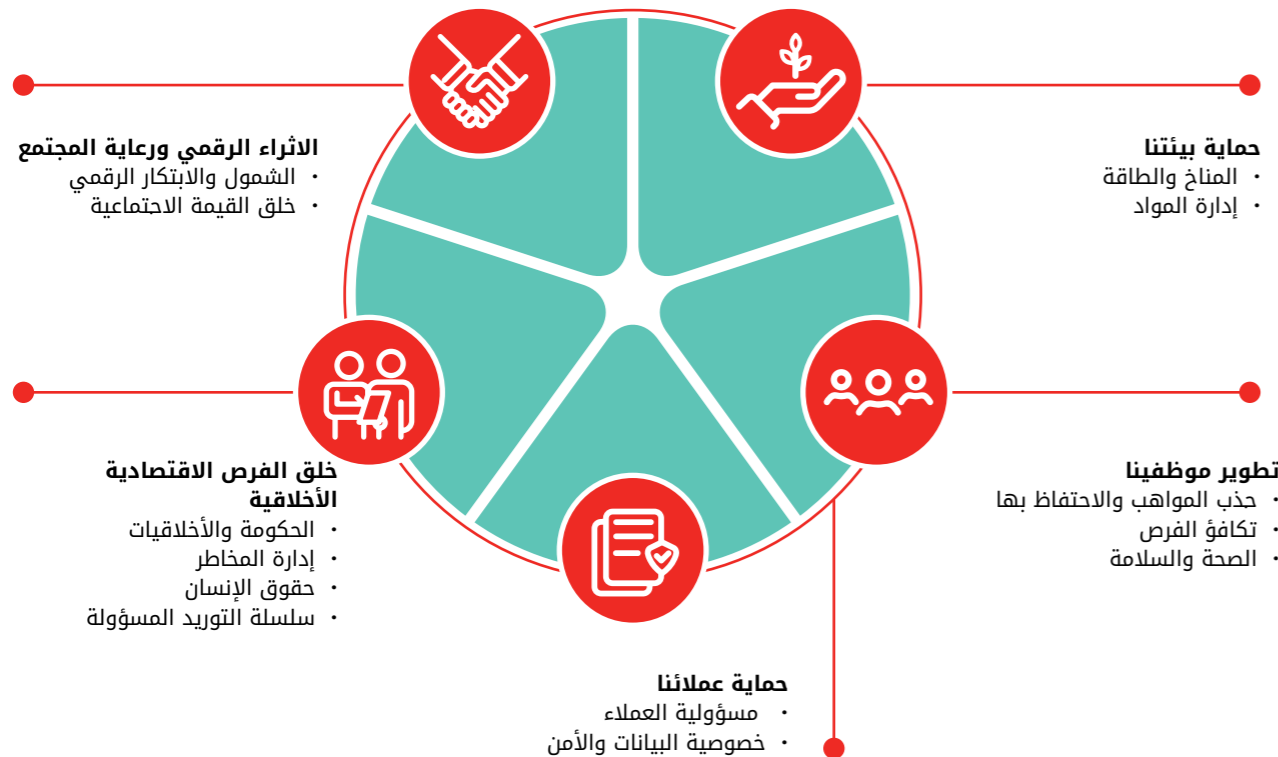 حماية بيئتنا
• المناخ والطاقة
• إدارة المواد
الاثراء الرقمي ورعاية المجتمع
• الشمول والابتكار الرقمي
• خلق القيمة الاجتماعية
تطوير موظفينا
• جذب المواهب والاحتفاظ بها
• تكافؤ الفرص
• الصحة والسلامة
خلق الفرص الاقتصادية
الأخلاقية
• الحكومة والأخلاقيات
• إدارة المخاطر
• حقوق الإنسان
• سلسلة التوريد المسؤولة
حماية عملائنا
• مسؤولية العملاء
• خصوصية البيانات والأمن